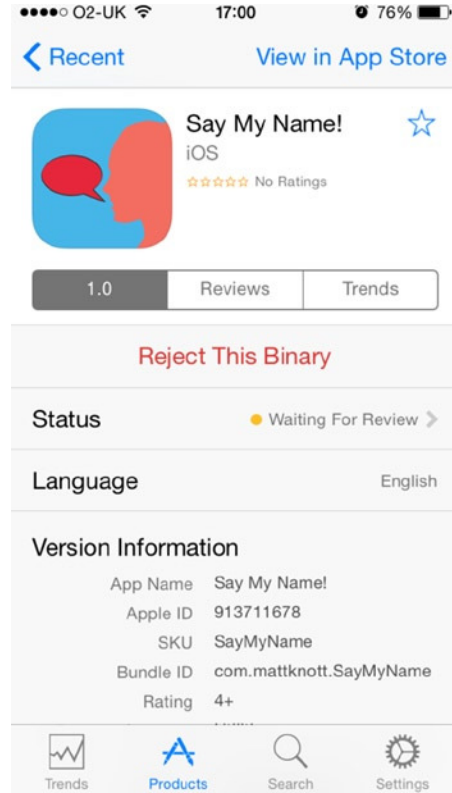 O2-UK 17:00 76%
Recent View in App Store
Say My Name!
iOS
No Ratings
1.0 Reviews Trends
Reject This Binary
Status Waiting For Review
Language English
Version Information
App Name Say My Name!
Apple ID 913711678
SKU SayMyName
Bundle ID com.mattknott.SayMyName
Rating 4+
Trends Products Search Settings